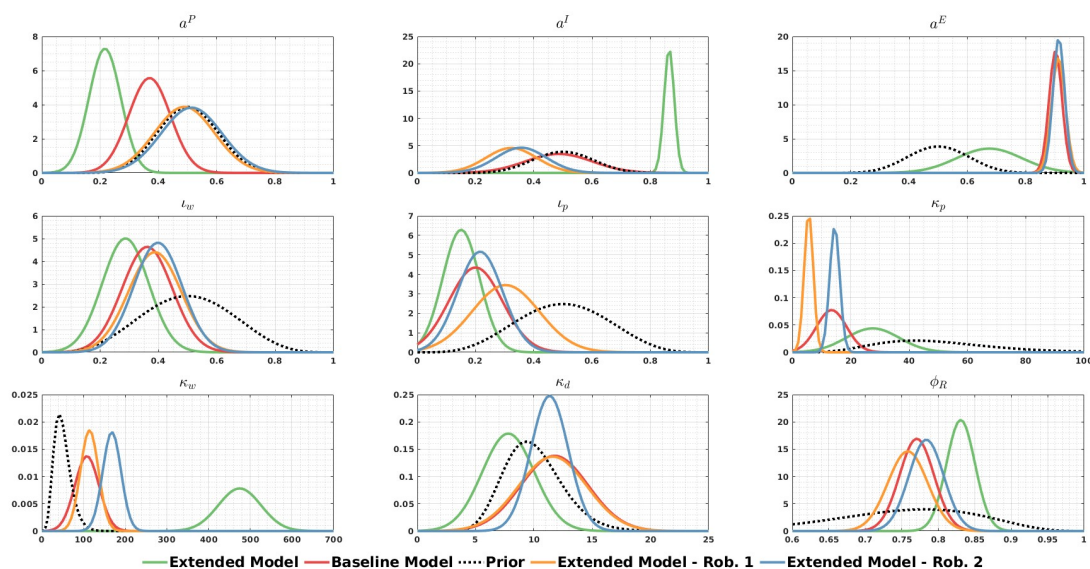 a^P
8
6
4
2
0
0 0.2 0.4 0.6 0.8 1
a^I
25
20
15
10
5
0
0 0.2 0.4 0.6 0.8 1
a^E
20
15
10
5
0
0 0.2 0.4 0.6 0.8 1
ι_w
6
5
4
3
2
1
0
0 0.2 0.4 0.6 0.8 1
ι_p
7
6
5
4
3
2
1
0
0 0.2 0.4 0.6 0.8 1
κ_p
0.25
0.2
0.15
0.1
0.05
0
0 20 40 60 80 100
κ_w
0.025
0.02
0.015
0.01
0.005
0
0 100 200 300 400 500 600 700
κ_d
0.25
0.2
0.15
0.1
0.05
0
0 5 10 15 20 25
ϕ_R
25
20
15
10
5
0
0.6 0.65 0.7 0.75 0.8 0.85 0.9 0.95 1
Extended Model Baseline Model Prior Extended Model - Rob. 1 Extended Model - Rob. 2